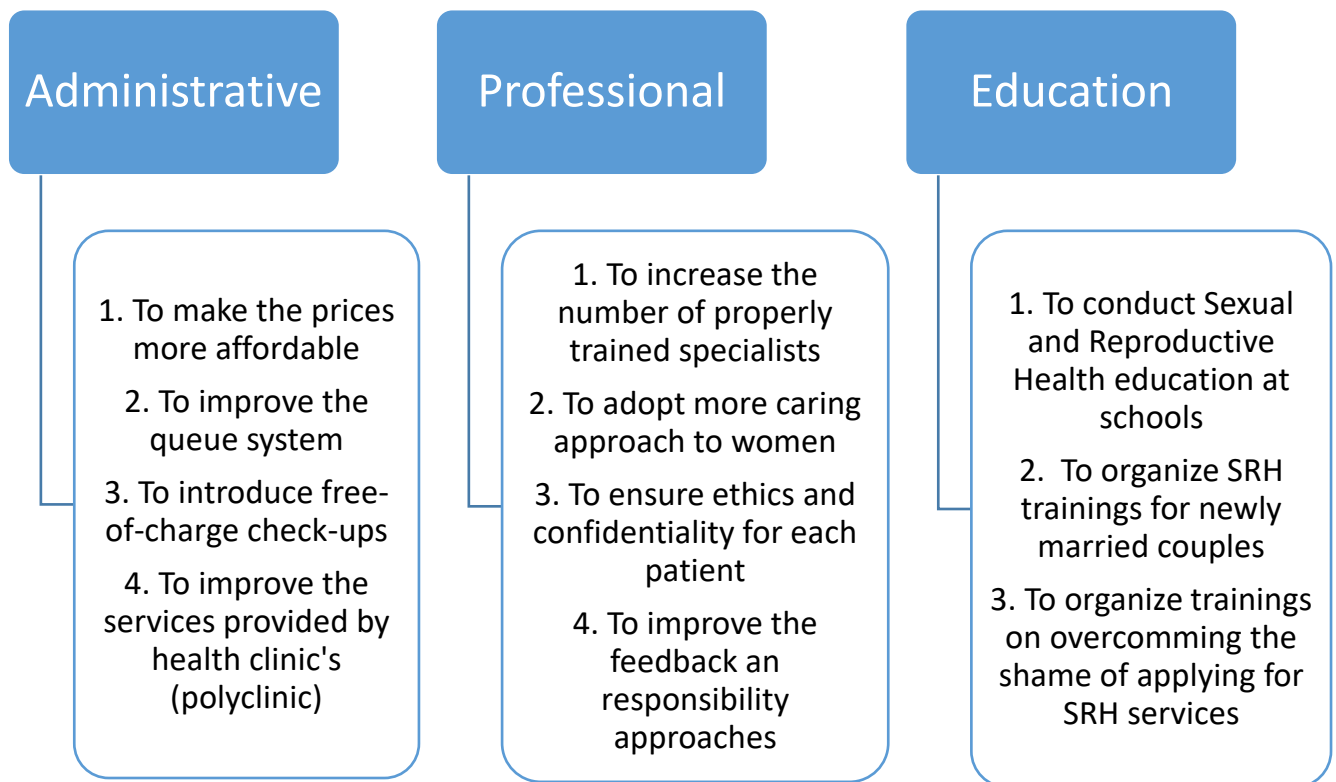 Administrative
1. To make the prices
more affordable
2. To improve the
queue system
3. To introduce free-
of-charge check-ups
4. To improve the
services provided by
health clinic's
(polyclinic)
Professional
1. To increase the
number of properly
trained specialists
2. To adopt more caring
approach to women
3. To ensure ethics and
confidentiality for each
patient
4. To improve the
feedback an
responsibility
approaches
Education
1. To conduct Sexual
and Reproductive
Health education at
schools
2. To organize SRH
trainings for newly
married couples
3. To organize trainings
on overcomming the
shame of applying for
SRH services